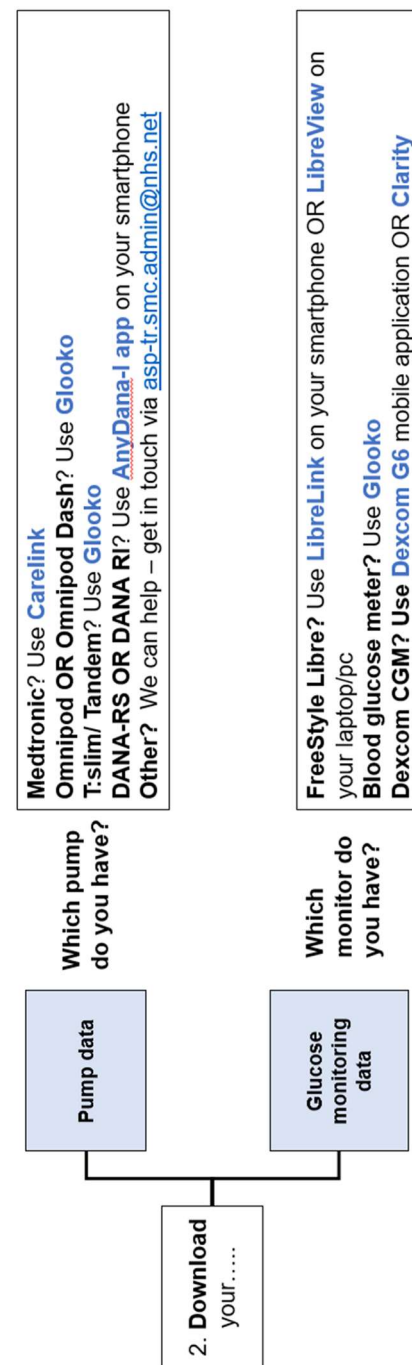 2. Download
your.....
Pump data
Which pump
do you have?
Medtronic? Use Carelink
Omnipod OR Omnipod Dash? Use Glooko
T:slim/ Tandem? Use Glooko
DANA-RS OR DANA RI? Use AnyDana-I app on your smartphone
Other? We can help – get in touch via asp-tr.smc.admin@nhs.net
Glucose
monitoring
data
Which
monitor do
you have?
FreeStyle Libre? Use LibreLink on your smartphone OR LibreView on
your laptop/pc
Blood glucose meter? Use Glooko
Dexcom CGM? Use Dexcom G6 mobile application OR Clarity